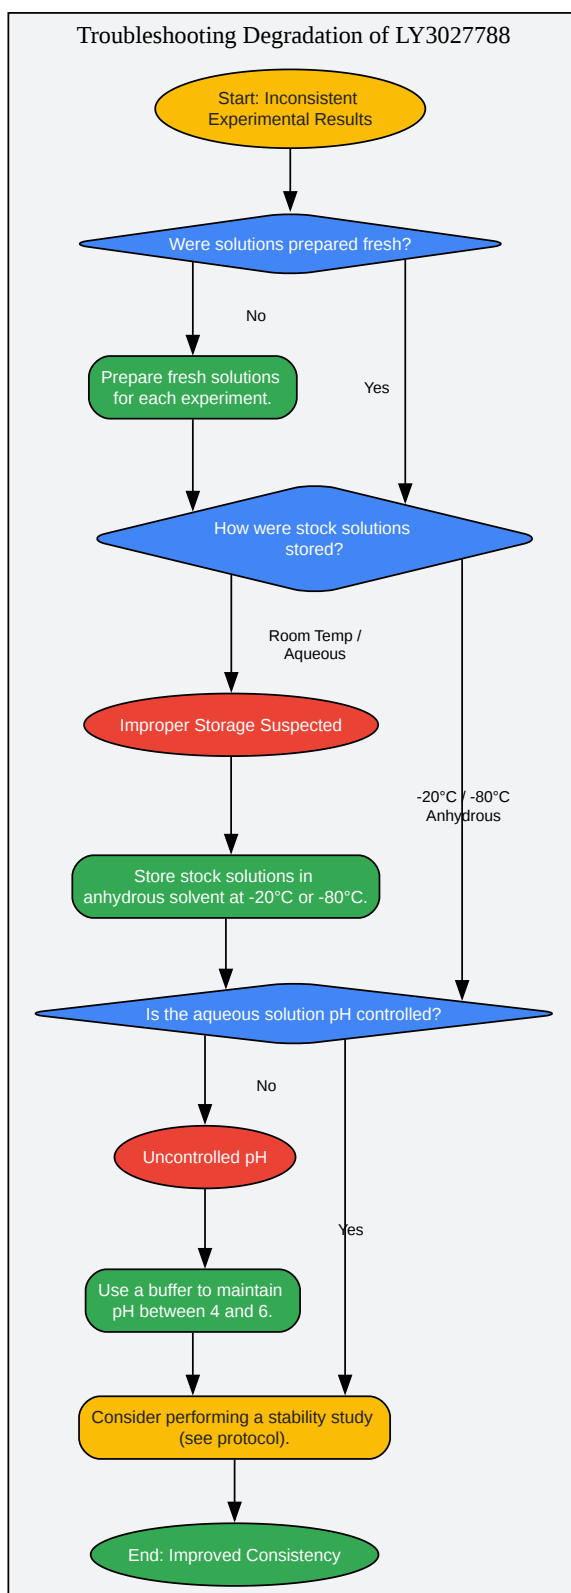 Troubleshooting Degradation of LY3027788
Start: Inconsistent
Experimental Results
Were solutions prepared fresh?
No
Prepare fresh solutions
for each experiment.
Yes
How were stock solutions
stored?
Room Temp /
Aqueous
Improper Storage Suspected
-20°C / -80°C
Anhydrous
Store stock solutions in
anhydrous solvent at -20°C or -80°C.
Is the aqueous solution pH controlled?
No
Uncontrolled pH
Yes
Use a buffer to maintain
pH between 4 and 6.
Consider performing a stability study
(see protocol).
End: Improved Consistency